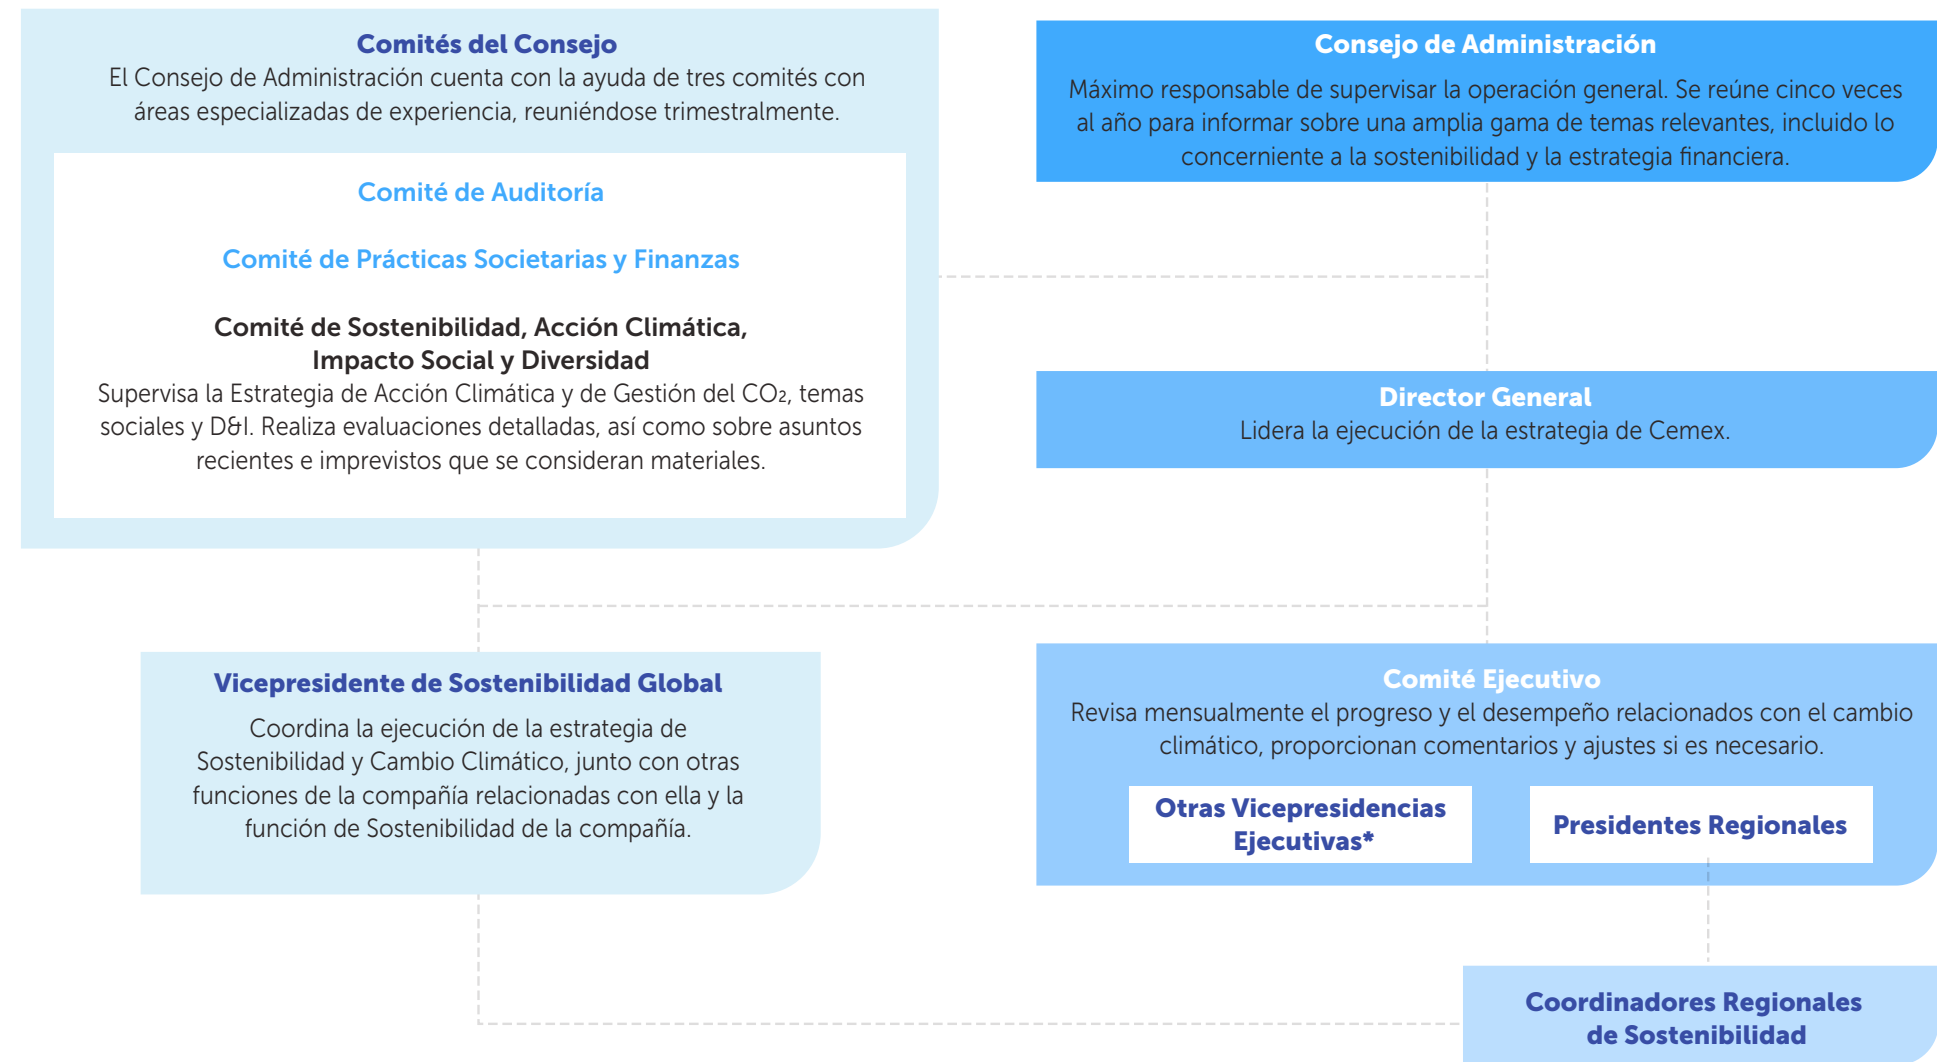 Comités del Consejo
El Consejo de Administración cuenta con la ayuda de tres comités con
áreas especializadas de experiencia, reuniéndose trimestralmente.
Comité de Auditoría
Comité de Prácticas Societarias y Finanzas
Comité de Sostenibilidad, Acción Climática,
Impacto Social y Diversidad
Supervisa la Estrategia de Acción Climática y de Gestión del CO₂, temas
sociales y D&I. Realiza evaluaciones detalladas, así como sobre asuntos
recientes e imprevistos que se consideran materiales.
Consejo de Administración
Máximo responsable de supervisar la operación general. Se reúne cinco veces
al año para informar sobre una amplia gama de temas relevantes, incluido lo
concerniente a la sostenibilidad y la estrategia financiera.
Director General
Lidera la ejecución de la estrategia de Cemex.
Vicepresidente de Sostenibilidad Global
Coordina la ejecución de la estrategia de
Sostenibilidad y Cambio Climático, junto con otras
funciones de la compañía relacionadas con ella y la
función de Sostenibilidad de la compañía.
Comité Ejecutivo
Revisa mensualmente el progreso y el desempeño relacionados con el cambio
climático, proporcionan comentarios y ajustes si es necesario.
Otras Vicepresidencias
Ejecutivas*
Presidentes Regionales
Coordinadores Regionales
de Sostenibilidad